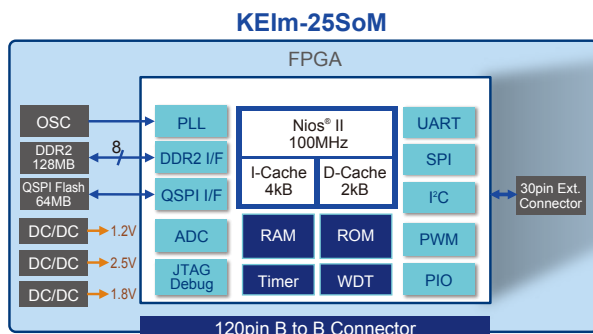 KEIm-25SoM
FPGA
OSC
DDR2
128MB
8
QSPI Flash
64MB
DC/DC
1.2V
DC/DC
2.5V
DC/DC
1.8V
PLL
DDR2 I/F
QSPI I/F
ADC
JTAG
Debug
Nios® II
100MHz
I-Cache
4kB
D-Cache
2kB
RAM
ROM
Timer
WDT
UART
SPI
I²C
PWM
PIO
30pin Ext.
Connector
120pin B to B Connector